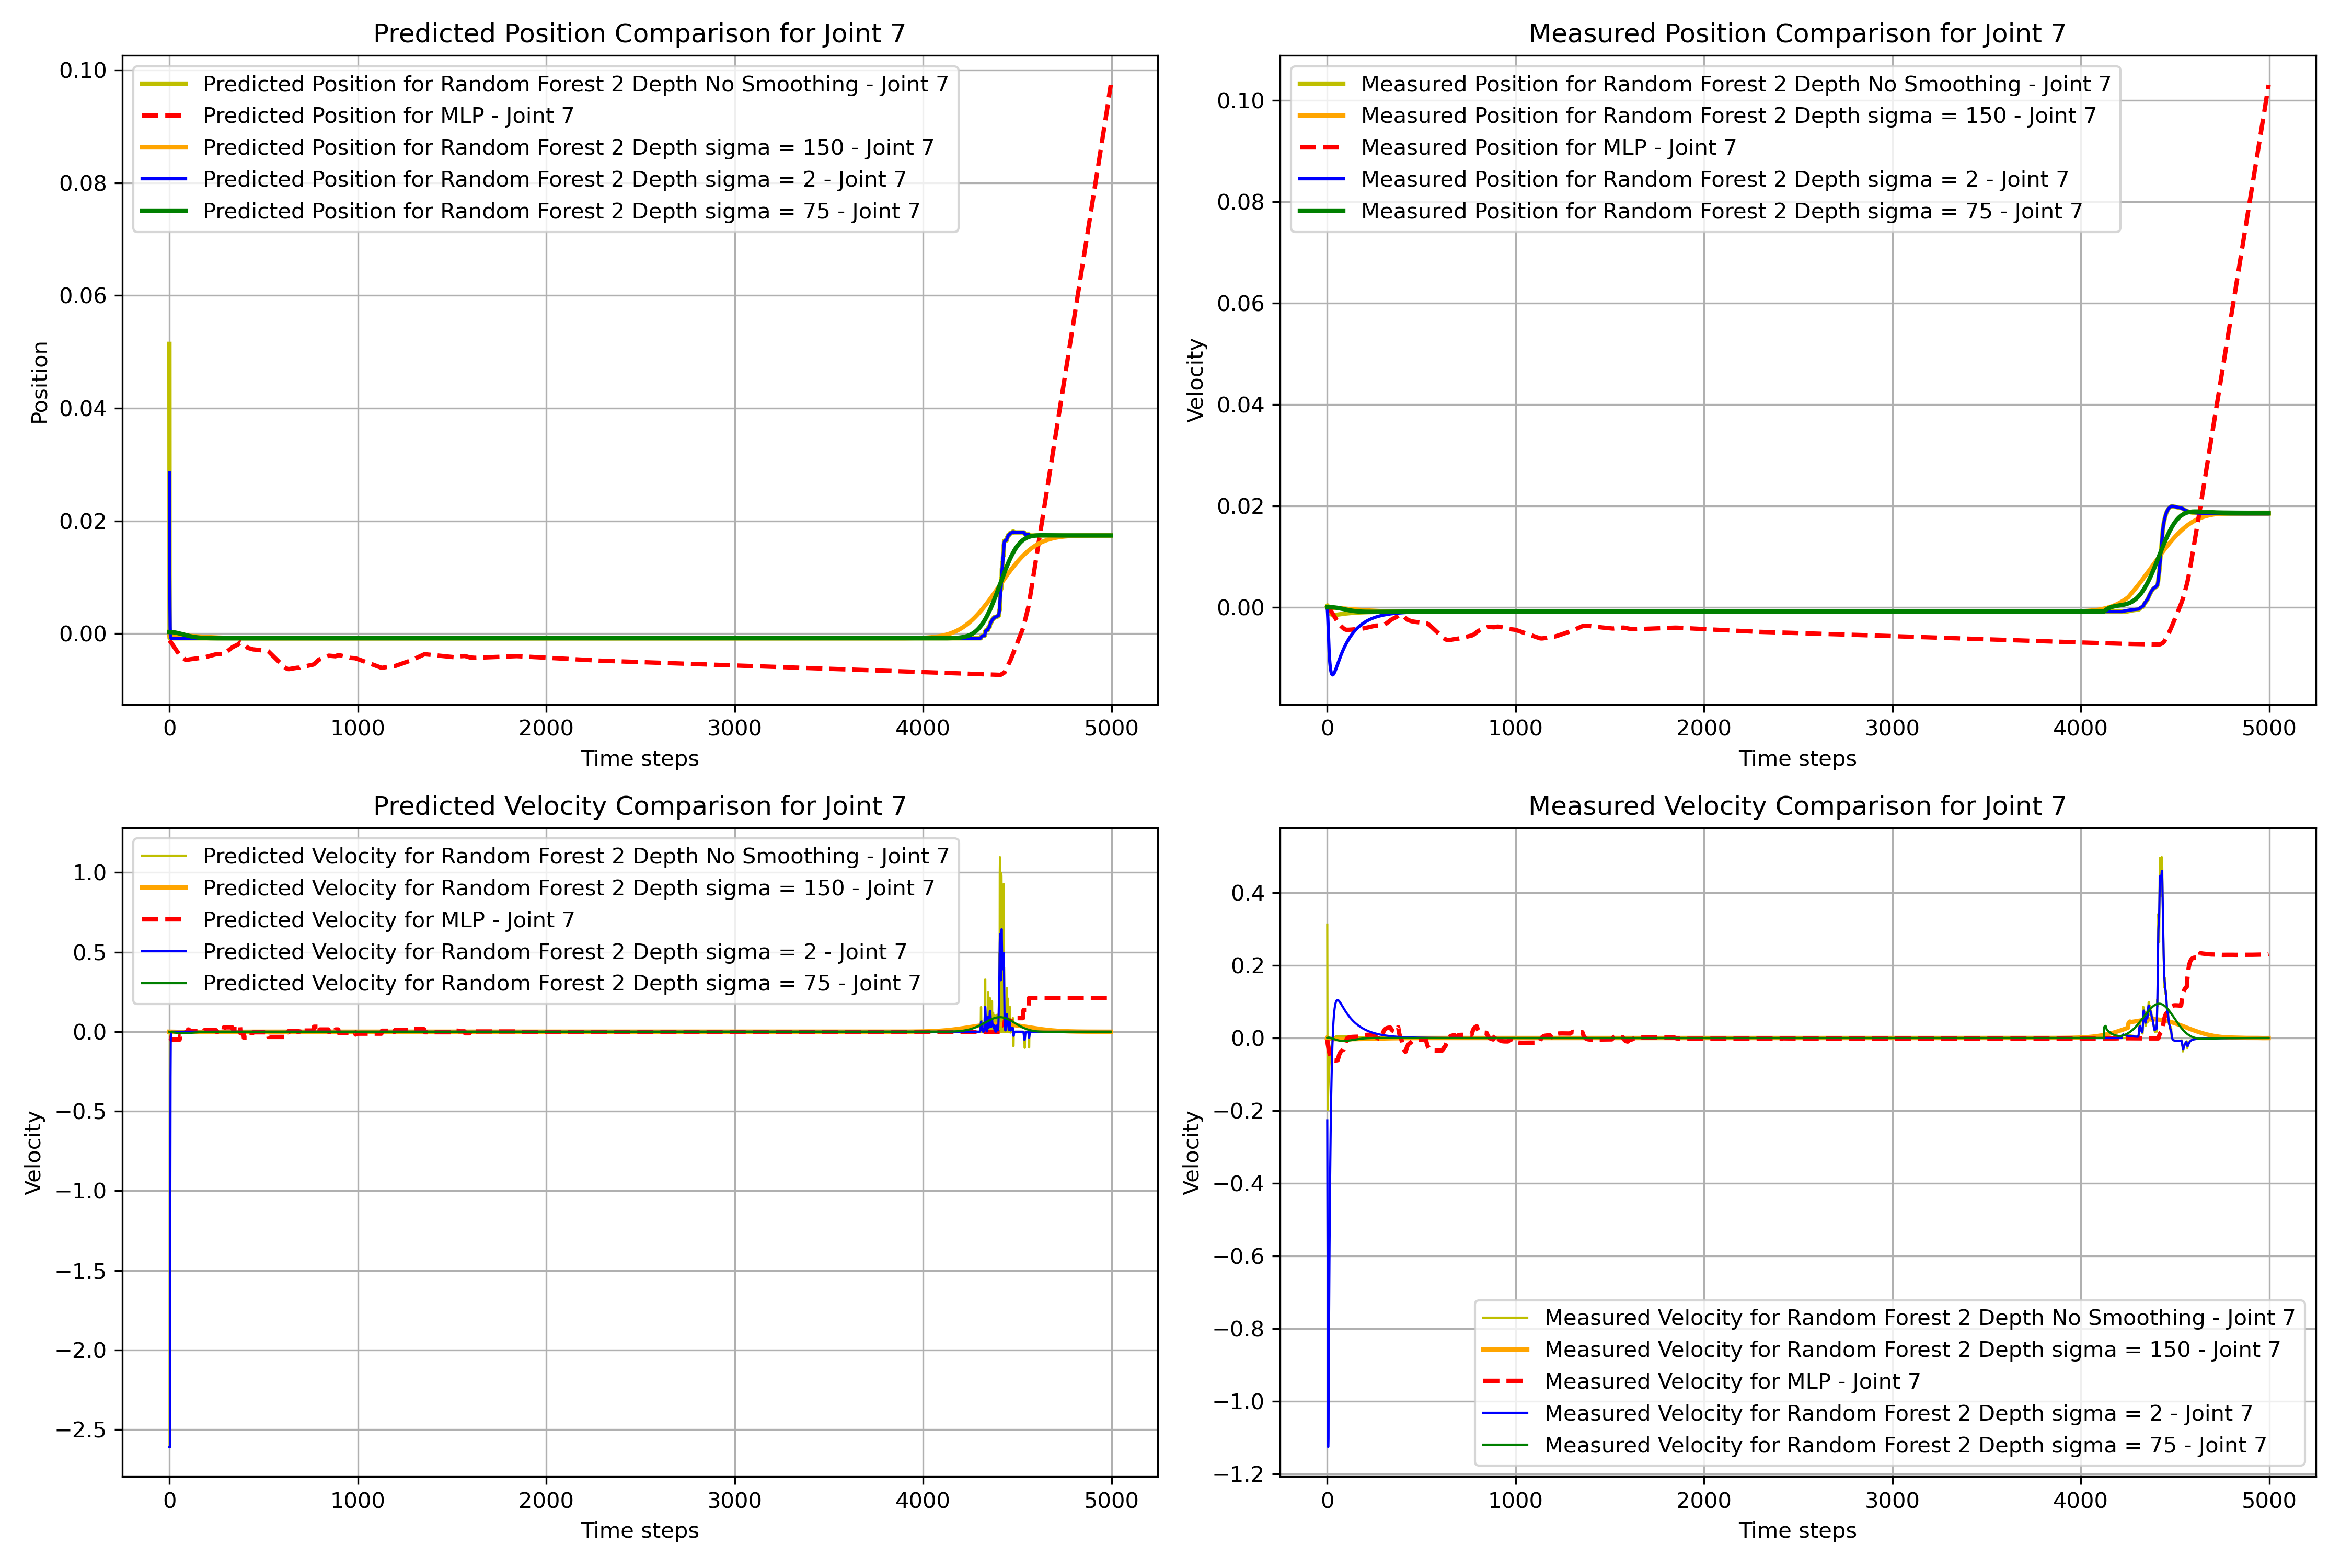 Predicted Position Comparison for Joint 7
0.10
0.08
0.06
0.04
0.02
0.00
Position
Predicted Position for Random Forest 2 Depth No Smoothing - Joint 7
Predicted Position for MLP - Joint 7
Predicted Position for Random Forest 2 Depth sigma = 150 - Joint 7
Predicted Position for Random Forest 2 Depth sigma = 2 - Joint 7
Predicted Position for Random Forest 2 Depth sigma = 75 - Joint 7
0 1000 2000 3000 4000 5000
Time steps
Measured Position Comparison for Joint 7
0.10
0.08
0.06
0.04
0.02
0.00
Velocity
Measured Position for Random Forest 2 Depth No Smoothing - Joint 7
Measured Position for Random Forest 2 Depth sigma = 150 - Joint 7
Measured Position for MLP - Joint 7
Measured Position for Random Forest 2 Depth sigma = 2 - Joint 7
Measured Position for Random Forest 2 Depth sigma = 75 - Joint 7
0 1000 2000 3000 4000 5000
Time steps
Predicted Velocity Comparison for Joint 7
1.0
0.5
0.0
−0.5
−1.0
−1.5
−2.0
−2.5
Velocity
Predicted Velocity for Random Forest 2 Depth No Smoothing - Joint 7
Predicted Velocity for Random Forest 2 Depth sigma = 150 - Joint 7
Predicted Velocity for MLP - Joint 7
Predicted Velocity for Random Forest 2 Depth sigma = 2 - Joint 7
Predicted Velocity for Random Forest 2 Depth sigma = 75 - Joint 7
0 1000 2000 3000 4000 5000
Time steps
Measured Velocity Comparison for Joint 7
0.4
0.2
0.0
−0.2
−0.4
−0.6
−0.8
−1.0
−1.2
Velocity
Measured Velocity for Random Forest 2 Depth No Smoothing - Joint 7
Measured Velocity for Random Forest 2 Depth sigma = 150 - Joint 7
Measured Velocity for MLP - Joint 7
Measured Velocity for Random Forest 2 Depth sigma = 2 - Joint 7
Measured Velocity for Random Forest 2 Depth sigma = 75 - Joint 7
0 1000 2000 3000 4000 5000
Time steps